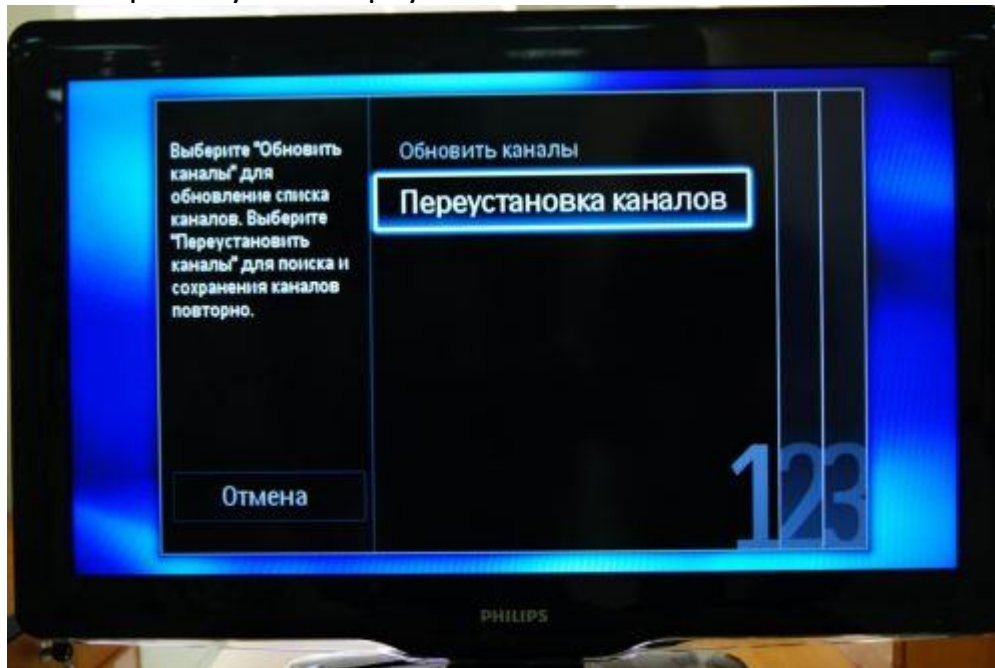 Выберите "Обновить
каналы" для
обновление списка
каналов. Выберите
"Переустановить
каналы" для поиска и
сохранения каналов
повторно.
Обновить каналы
Переустановка каналов
Отмена
123
PHILIPS